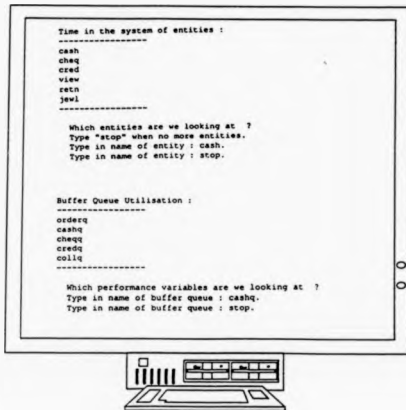 Time in the system of entities :
-----------------
cash
cheq
cred
view
retn
jewl
-----------------
Which entities are we looking at ?
Type "stop" when no more entities.
Type in name of entity : cash.
Type in name of entity : stop.
Buffer Queue Utilisation :
-----------------
orderq
cashq
cheqq
credq
collq
-----------------
Which performance variables are we looking at ?
Type in name of buffer queue : cashq.
Type in name of buffer queue : stop.